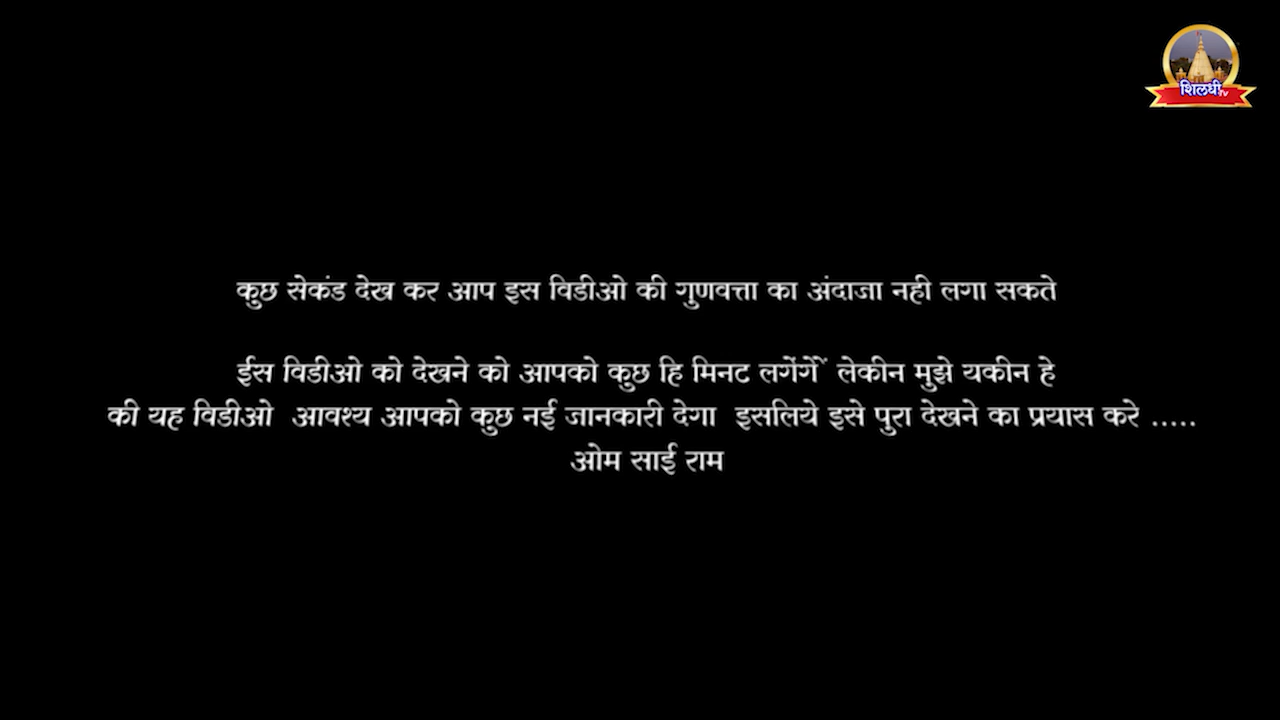 शिलधी TV
कुछ सेकंड देख कर आप इस विडीओ की गुणवत्ता का अंदाजा नही लगा सकते
ईस विडीओ को देखने को आपको कुछ हि मिनट लगेंगेँ लेकीन मुझे यकीन हे
की यह विडीओ आवश्य आपको कुछ नई जानकारी देगा इसलिये इसे पुरा देखने का प्रयास करे .....
ओम साई राम